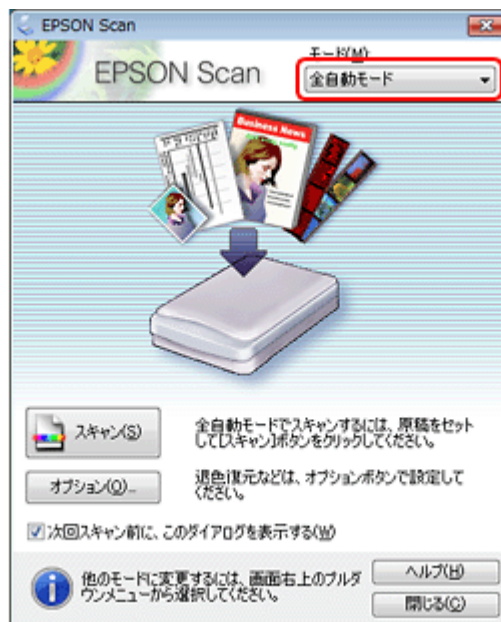 EPSON Scan
モード(M):
EPSON Scan
全自動モード
Business News
スキャン(S)
全自動モードでスキャンするには、原稿をセット
して[スキャン]ボタンをクリックしてください。
オプション(O)...
退色復元などは、オプションボタンで設定して
ください。
次回スキャン前に、このダイアログを表示する(W)
他のモードに変更するには、画面右上のプルダ
ウンメニューから選択してください。
ヘルプ(H)
閉じる(C)